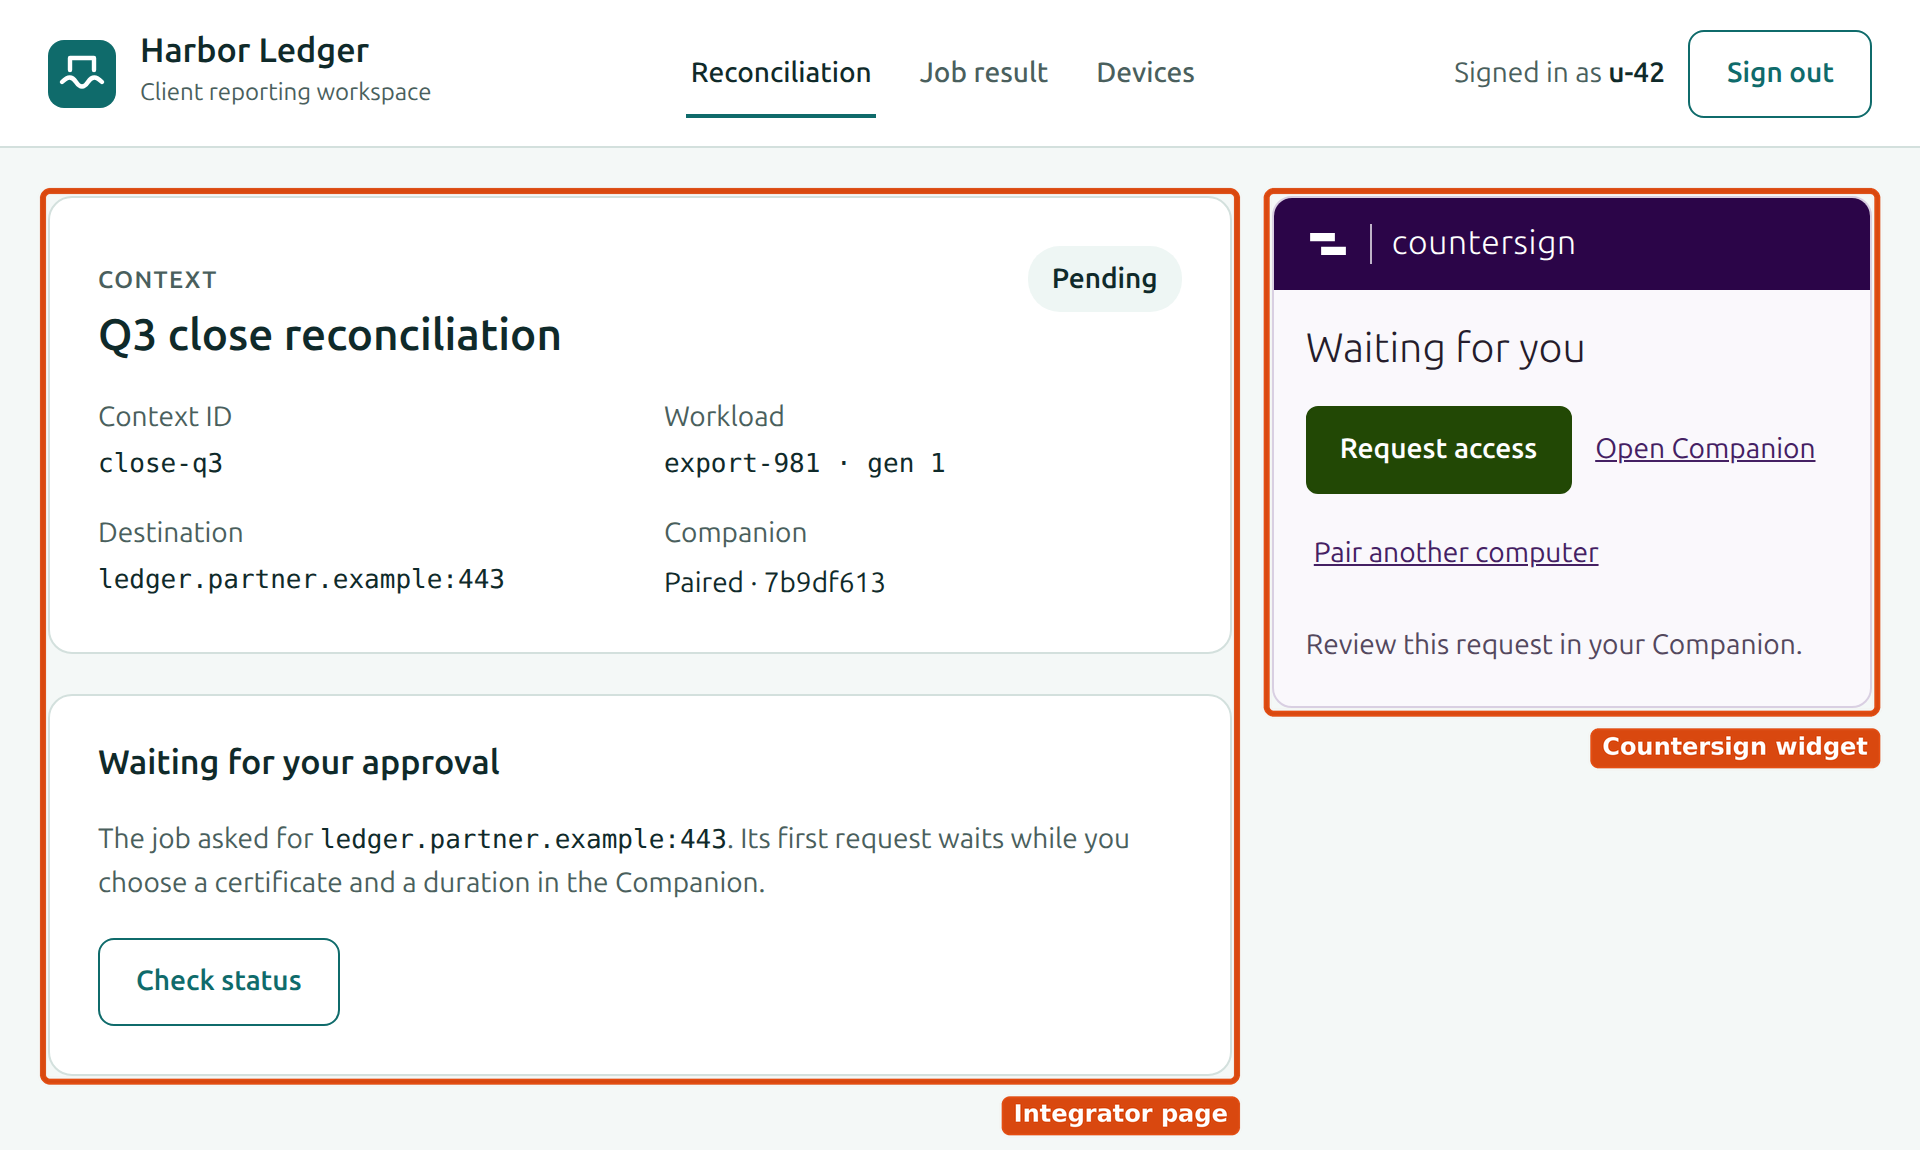 Harbor Ledger
Client reporting workspace
Reconciliation
Job result
Devices
Signed in as u-42
Sign out
CONTEXT
Pending
Q3 close reconciliation
Context ID
close-q3
Workload
export-981 · gen 1
Destination
ledger.partner.example:443
Companion
Paired · 7b9df613
Waiting for your approval
The job asked for ledger.partner.example:443. Its first request waits while you
choose a certificate and a duration in the Companion.
Check status
Integrator page
countersign
Waiting for you
Request access
Open Companion
Pair another computer
Review this request in your Companion.
Countersign widget